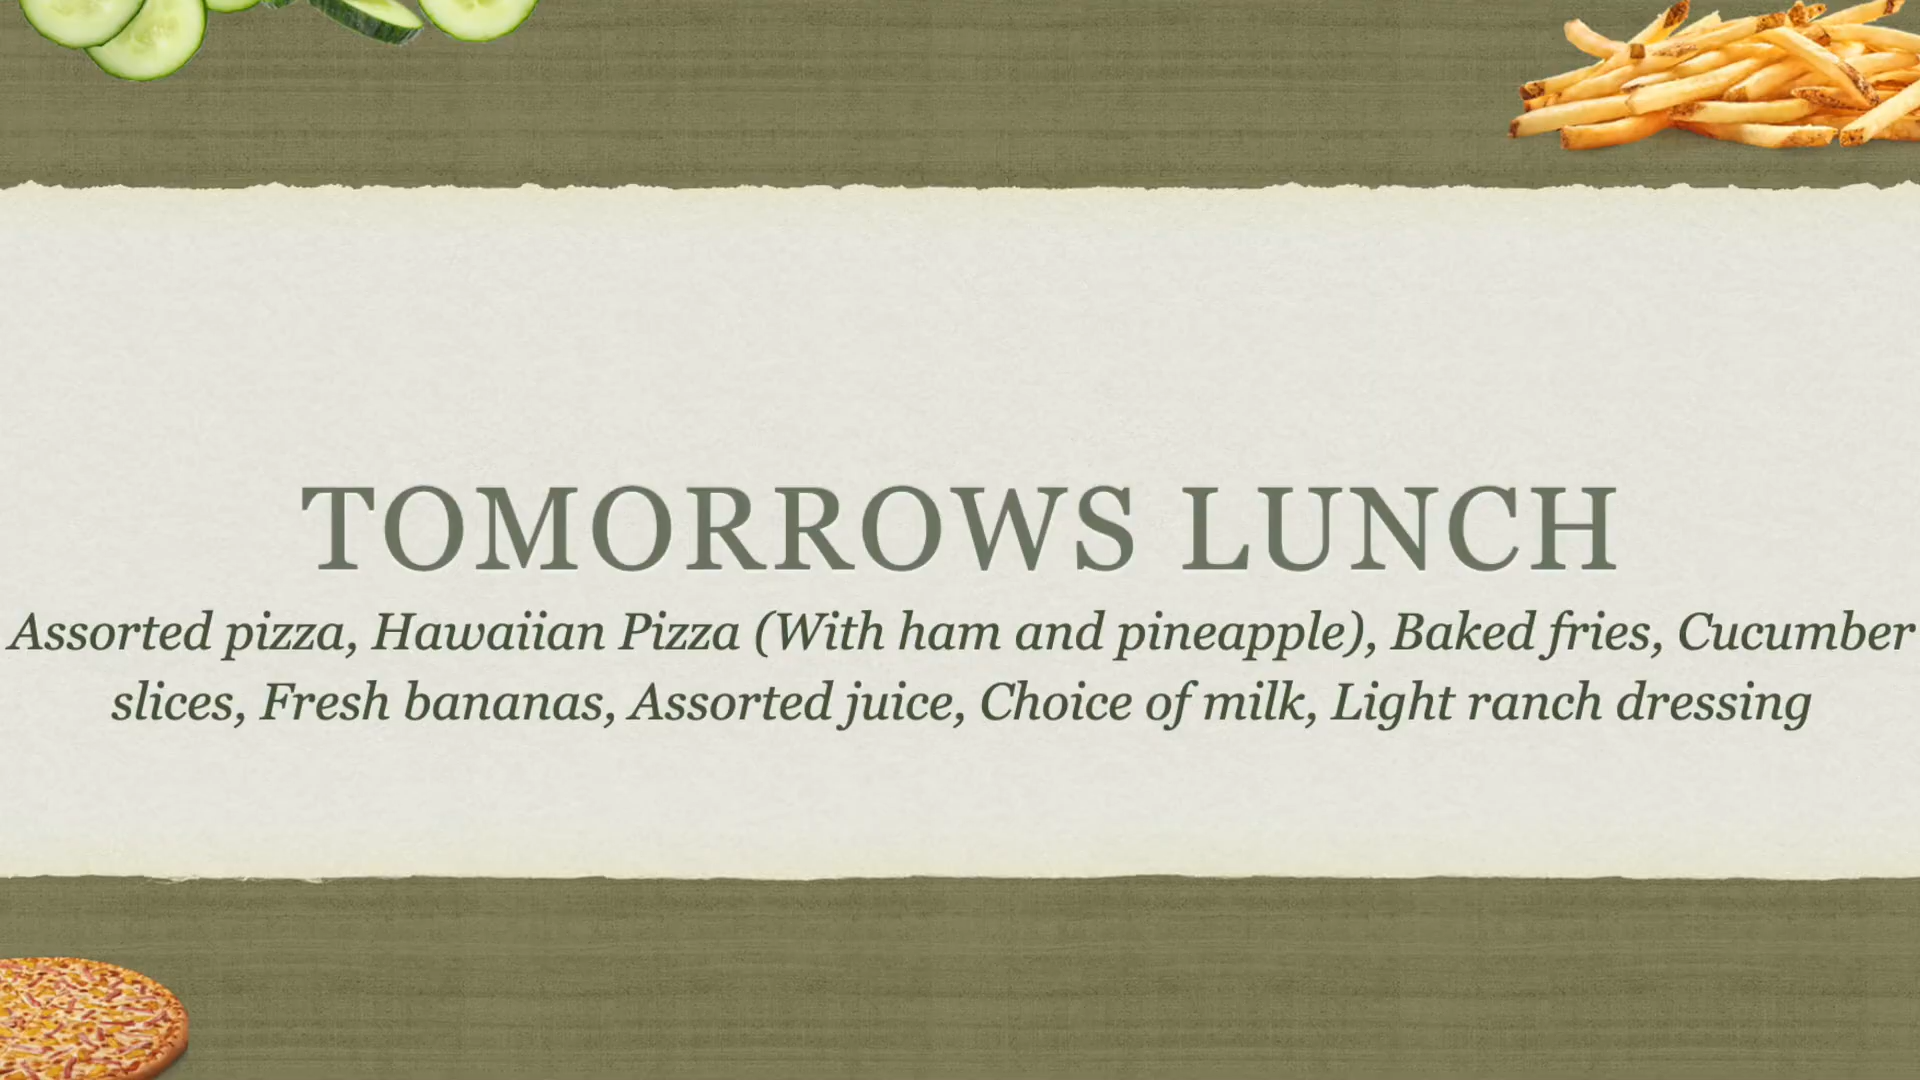 TOMORROWS LUNCH
Assorted pizza, Hawaiian Pizza (With ham and pineapple), Baked fries, Cucumber
slices, Fresh bananas, Assorted juice, Choice of milk, Light ranch dressing